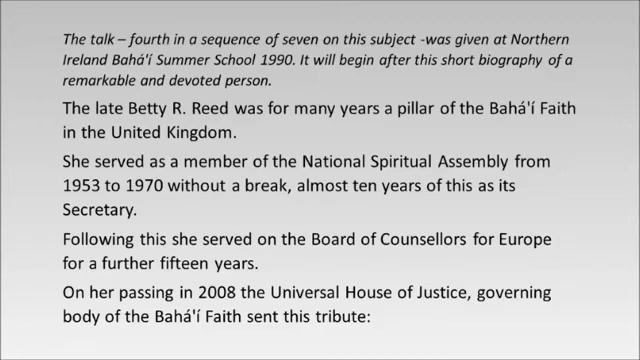 The talk – fourth in a sequence of seven on this subject -was given at Northern
Ireland Bahá'í Summer School 1990. It will begin after this short biography of a
remarkable and devoted person.
The late Betty R. Reed was for many years a pillar of the Bahá'í Faith
in the United Kingdom.
She served as a member of the National Spiritual Assembly from
1953 to 1970 without a break, almost ten years of this as its
Secretary.
Following this she served on the Board of Counsellors for Europe
for a further fifteen years.
On her passing in 2008 the Universal House of Justice, governing
body of the Bahá'í Faith sent this tribute: